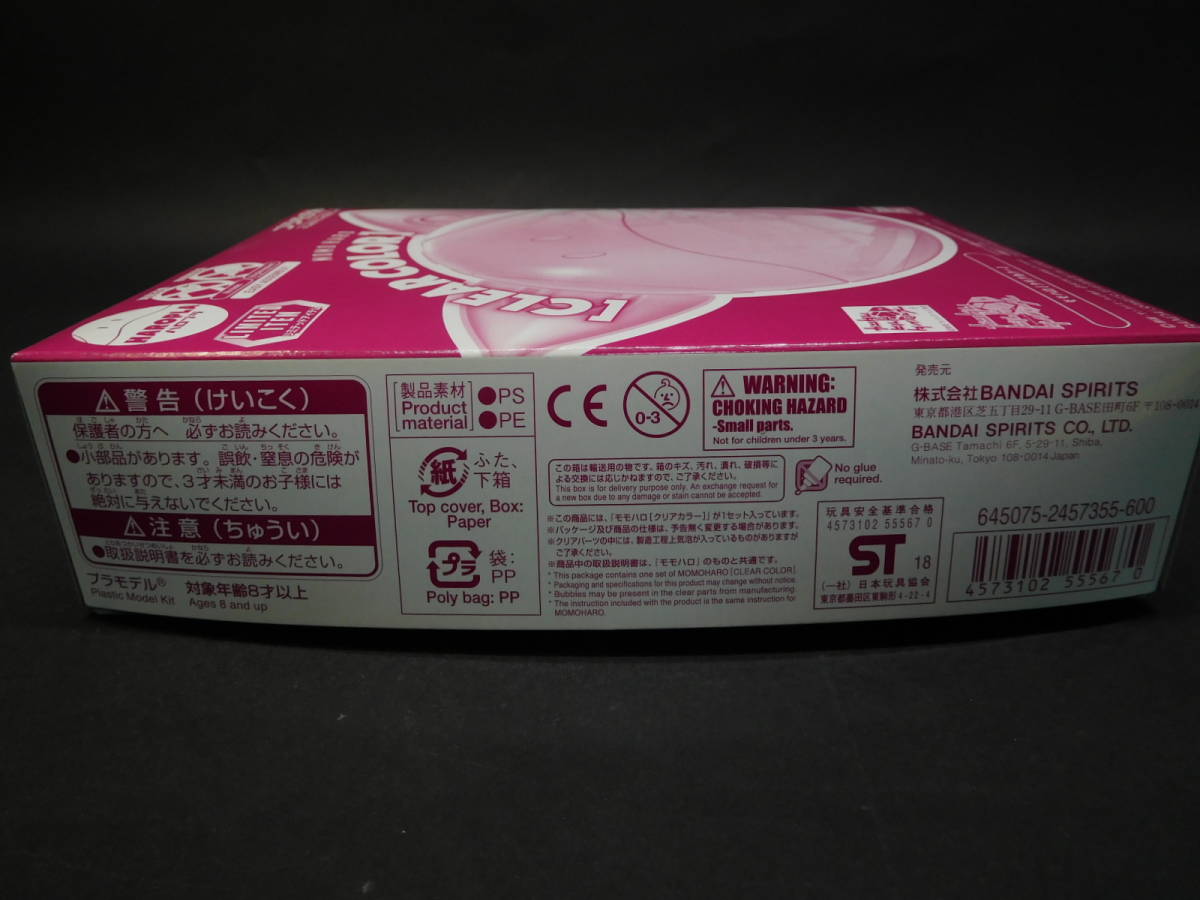 MOMOHARO
[CLEAR COLOR]
HAROPLA
ハロプラ
LIMITED
ITEM
警告（けいこく）
保護者の方へ 必ずお読みください。
●小部品があります。誤飲・窒息の危険が
ありますので、3才未満のお子様には
絶対に与えないでください。
注意（ちゅうい）
●取扱説明書を必ずお読みください。
プラモデル® 対象年齢8才以上
Plastic Model Kit Ages 8 and up
[製品素材]
Product
material
●PS
●PE
紙
ふた、
下箱
Top cover, Box:
Paper
プラ
袋:
PP
Poly bag: PP
CE
0-3
WARNING:
CHOKING HAZARD
-Small parts.
Not for children under 3 years.
この箱は輸送用の物です。箱のキズ、汚れ、潰れ、破損等に
よる交換には応じかねますので、ご了承ください。
This box is for delivery purpose only. An exchange request for
a new box due to any damage or stain cannot be accepted.
No glue
required.
※この商品には、「モモハロ[クリアカラー]」が1セット入っています。
※パッケージ及び商品の仕様は、予告無く変更する場合があります。
※クリアパーツの中には、製造工程上気泡が入っているものがありますが
ご了承ください。
※商品中の取扱説明書は、「モモハロ」のものと共通です。
* This package contains one set of MOMOHARO [CLEAR COLOR]
* Packaging and specifications for this product may change without notice.
* Bubbles may be present in the clear parts from manufacturing.
* The instruction included with the product is the same instruction for
MOMOHARO.
玩具安全基準合格
4573102 55567 0
ST 18
(一社) 日本玩具協会
東京都墨田区東駒形4-22-4
発売元
株式会社BANDAI SPIRITS
東京都港区芝五丁目29-11 G-BASE田町6F 〒108-0014
BANDAI SPIRITS CO., LTD.
G-BASE Tamachi 6F, 5-29-11, Shiba,
Minato-ku, Tokyo 108-0014 Japan
645075-2457355-600
4573102 55567 0